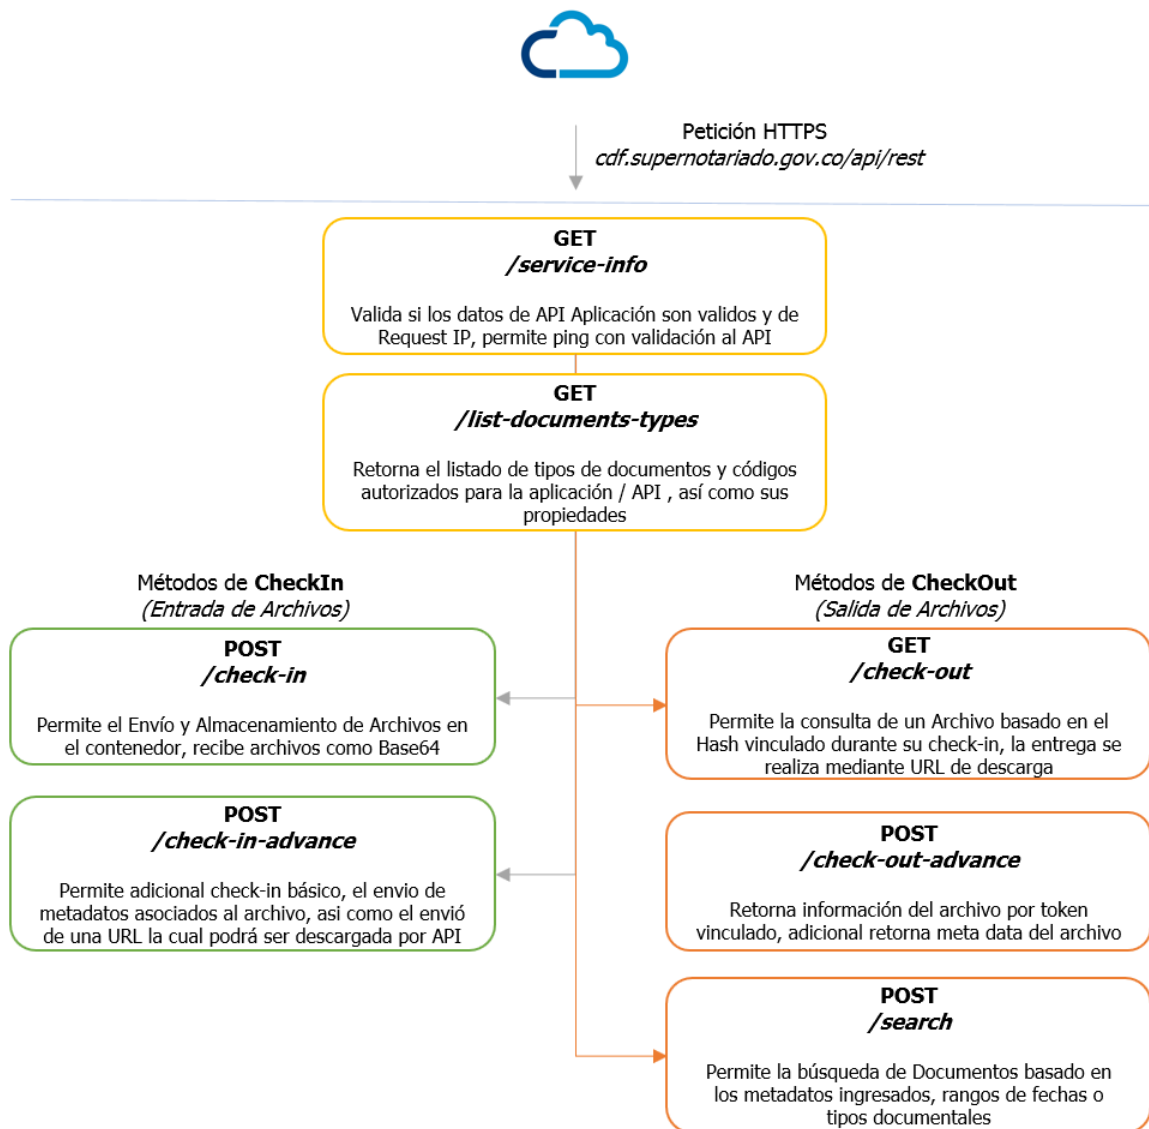 Petición HTTPS
cdf.supernotariado.gov.co/api/rest
GET
/service-info
Valida si los datos de API Aplicación son validos y de
Request IP, permite ping con validación al API
GET
/list-documents-types
Retorna el listado de tipos de documentos y códigos
autorizados para la aplicación / API , así como sus
propiedades
Métodos de CheckIn
(Entrada de Archivos)
POST
/check-in
Permite el Envío y Almacenamiento de Archivos en
el contenedor, recibe archivos como Base64
POST
/check-in-advance
Permite adicional check-in básico, el envio de
metadatos asociados al archivo, asi como el envió
de una URL la cual podrá ser descargada por API
Métodos de CheckOut
(Salida de Archivos)
GET
/check-out
Permite la consulta de un Archivo basado en el
Hash vinculado durante su check-in, la entrega se
realiza mediante URL de descarga
POST
/check-out-advance
Retorna información del archivo por token
vinculado, adicional retorna meta data del archivo
POST
/search
Permite la búsqueda de Documentos basado en
los metadatos ingresados, rangos de fechas o
tipos documentales